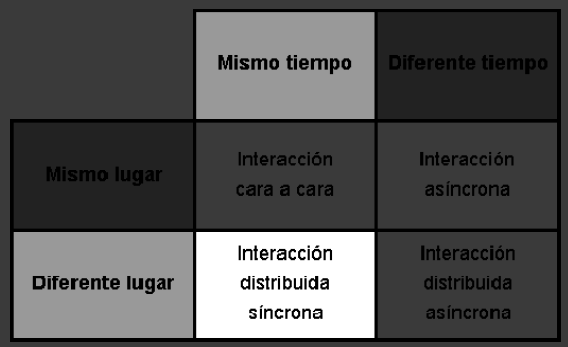 Mismo tiempo
Diferente tiempo
Mismo lugar
Interacción
cara a cara
Interacción
asíncrona
Diferente lugar
Interacción
distribuida
síncrona
Interacción
distribuida
asíncrona